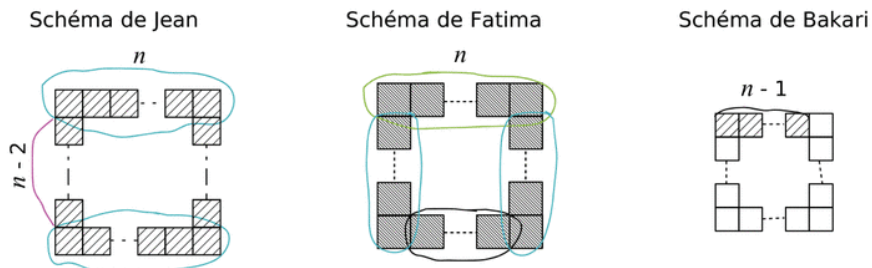 Schéma de Jean
Schéma de Fatima
Schéma de Bakari
n
n
n - 1
n - 2